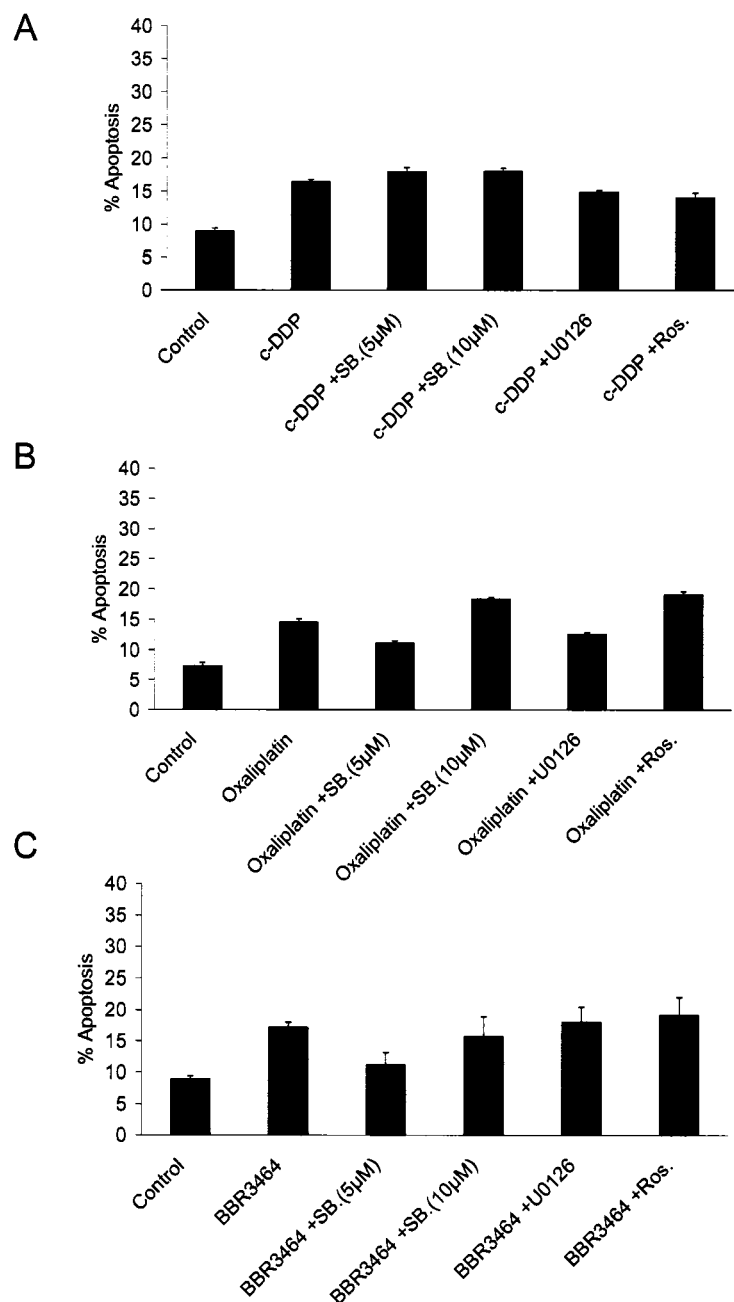 A
% Apoptosis
40
35
30
25
20
15
10
5
0
Control
c-DDP
c-DDP +SB.(5µM)
c-DDP +SB.(10µM)
c-DDP +U0126
c-DDP +Ros.
B
% Apoptosis
40
35
30
25
20
15
10
5
0
Control
Oxaliplatin
Oxaliplatin +SB.(5µM)
Oxaliplatin +SB.(10µM)
Oxaliplatin +U0126
Oxaliplatin +Ros.
C
% Apoptosis
40
35
30
25
20
15
10
5
0
Control
BBR3464
BBR3464 +SB.(5µM)
BBR3464 +SB.(10µM)
BBR3464 +U0126
BBR3464 +Ros.